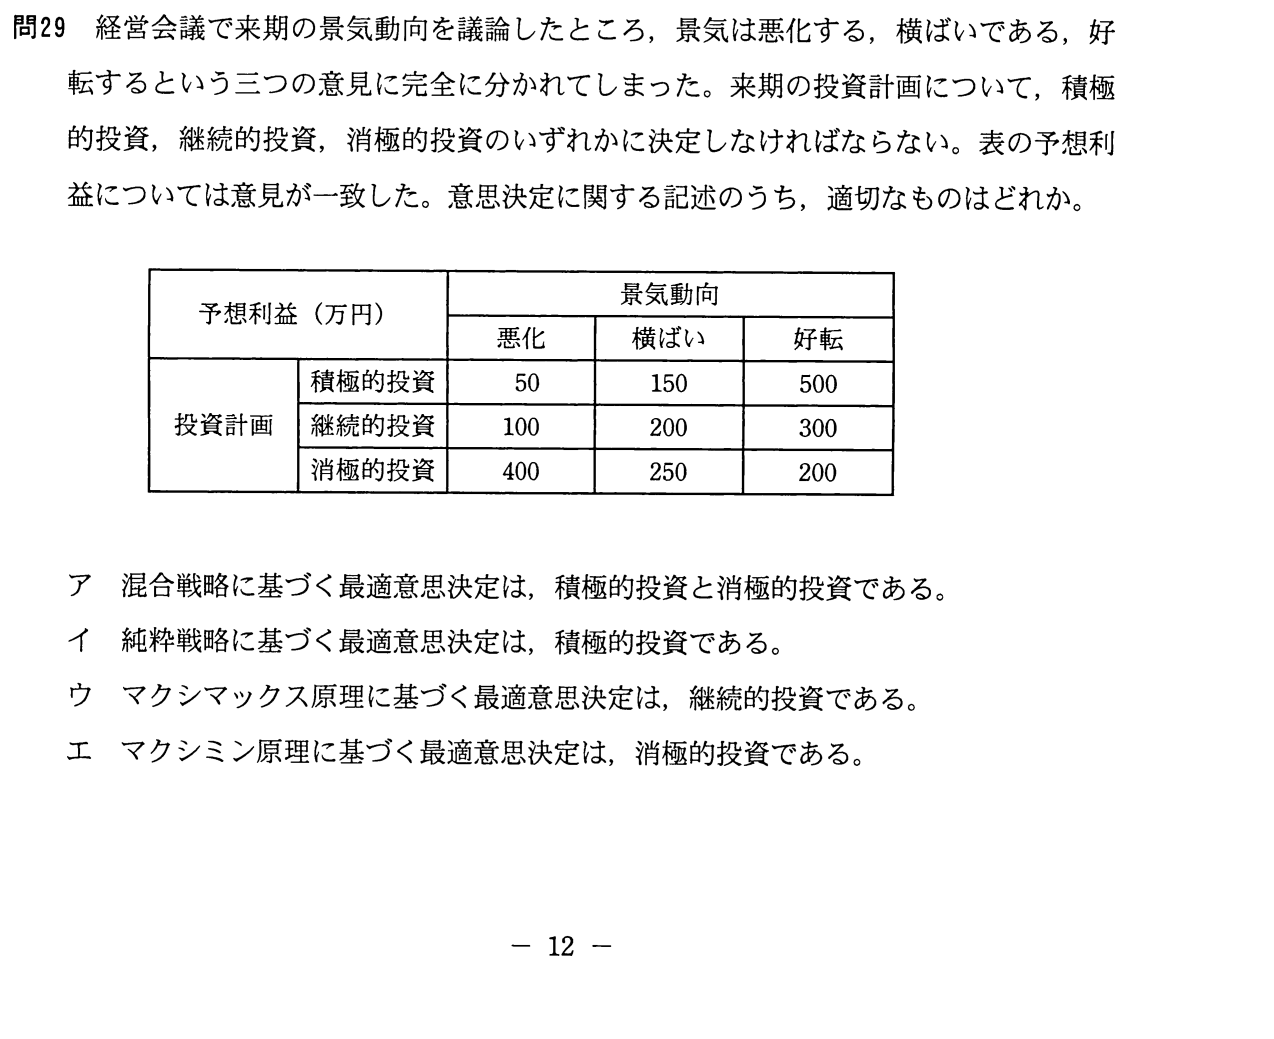 問29 経営会議で来期の景気動向を議論したところ，景気は悪化する，横ばいである，好
転するという三つの意見に完全に分かれてしまった。来期の投資計画について，積極
的投資，継続的投資，消極的投資のいずれかに決定しなければならない。表の予想利
益については意見が一致した。意思決定に関する記述のうち，適切なものはどれか。
予想利益（万円） 景気動向
悪化 横ばい 好転
投資計画 積極的投資 50 150 500
継続的投資 100 200 300
消極的投資 400 250 200
ア 混合戦略に基づく最適意思決定は，積極的投資と消極的投資である。
イ 純粋戦略に基づく最適意思決定は，積極的投資である。
ウ マクシマックス原理に基づく最適意思決定は，継続的投資である。
エ マクシミン原理に基づく最適意思決定は，消極的投資である。
－ 12 －